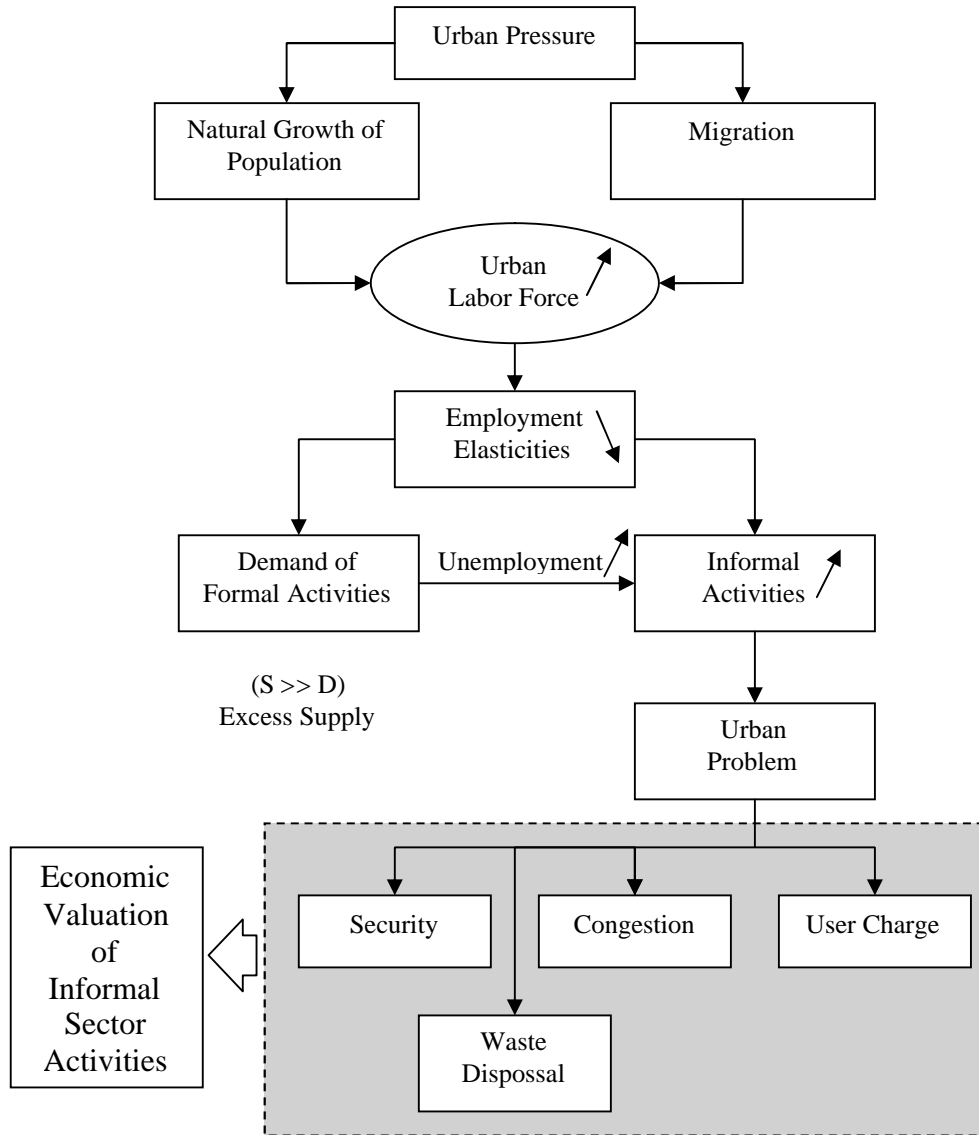 Urban Pressure
Natural Growth of
Population
Migration
Urban
Labor Force
Employment
Elasticities
Demand of
Formal Activities
Unemployment
Informal
Activities
(S >> D)
Excess Supply
Urban
Problem
Economic
Valuation
of
Informal
Sector
Activities
Security
Congestion
User Charge
Waste
Dispossal